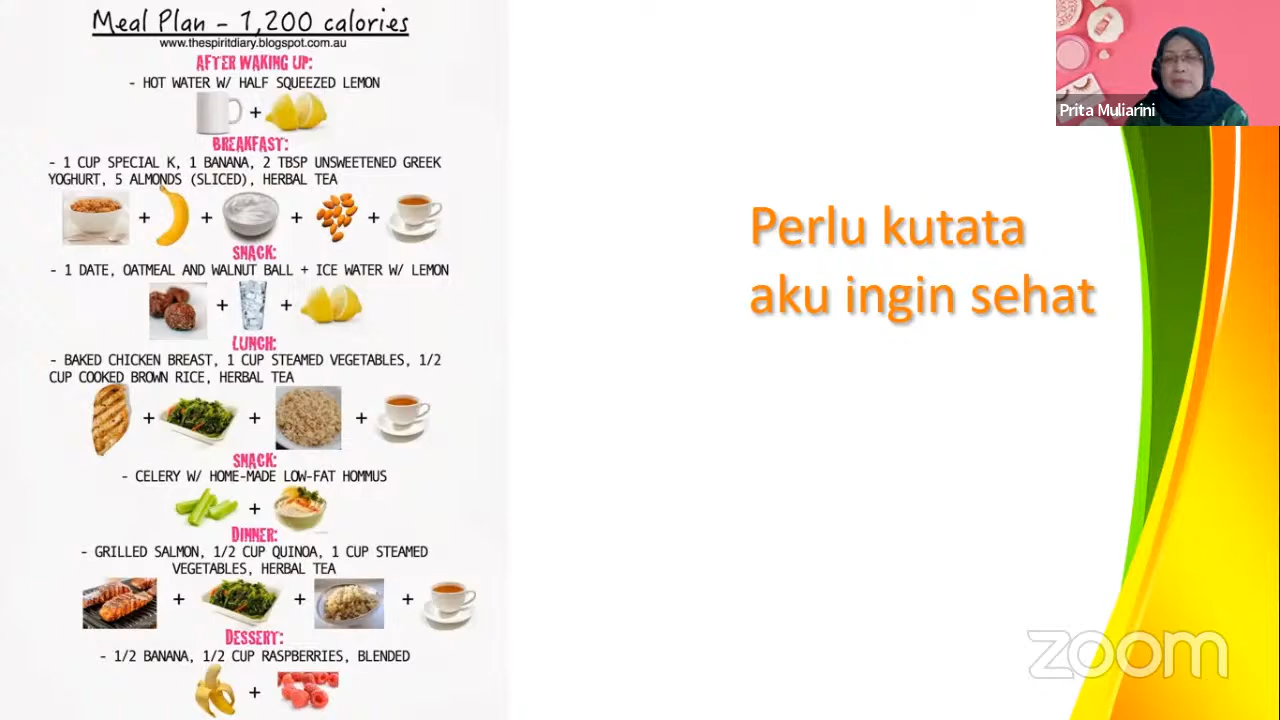 Meal Plan - 1,200 calories
www.thespiritdiary.blogspot.com.au
AFTER WAKING UP:
- HOT WATER W/ HALF SQUEEZED LEMON
+
BREAKFAST:
- 1 CUP SPECIAL K, 1 BANANA, 2 TBSP UNSWEETENED GREEK
YOGHURT, 5 ALMONDS (SLICED), HERBAL TEA
+ + + +
SNACK:
- 1 DATE, OATMEAL AND WALNUT BALL + ICE WATER W/ LEMON
+ +
LUNCH:
- BAKED CHICKEN BREAST, 1 CUP STEAMED VEGETABLES, 1/2
CUP COOKED BROWN RICE, HERBAL TEA
+ + +
SNACK:
- CELERY W/ HOME-MADE LOW-FAT HOMMUS
+
DINNER:
- GRILLED SALMON, 1/2 CUP QUINOA, 1 CUP STEAMED
VEGETABLES, HERBAL TEA
+ + +
DESSERT:
- 1/2 BANANA, 1/2 CUP RASPBERRIES, BLENDED
+
Perlu kutata
aku ingin sehat
Prita Muliarini
zoom